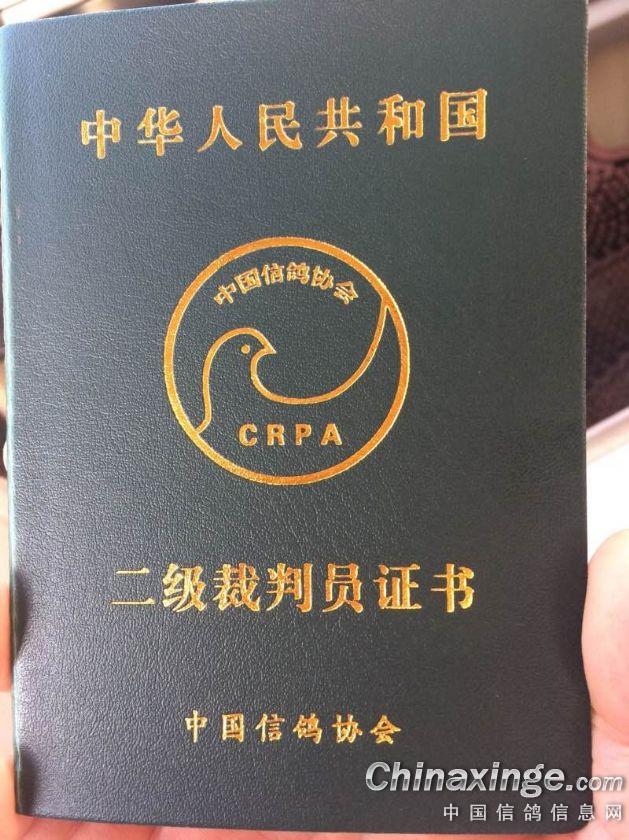 中华人民共和国
中国信鸽协会
CRPA
二级裁判员证书
中国信鸽协会
Chinaxinge.com
中国信鸽信息网